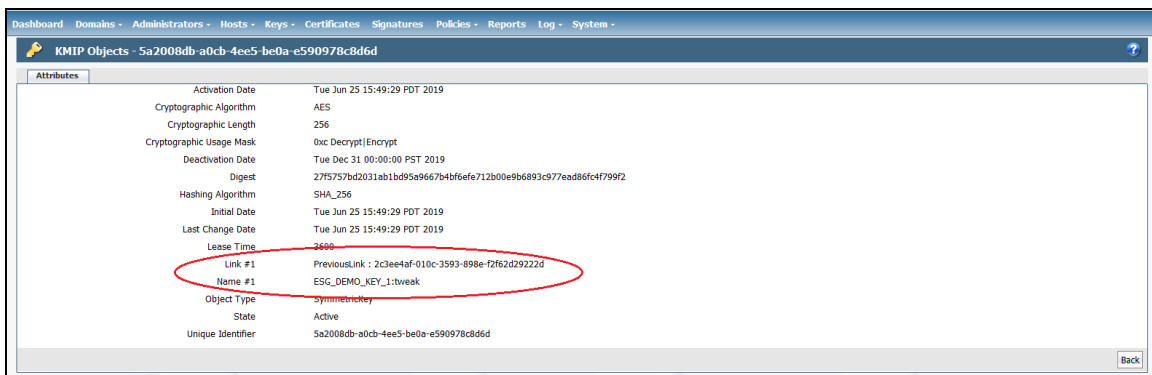 Dashboard Domains Administrators Hosts Keys Certificates Signatures Policies Reports Log System
KMIP Objects - 5a2008db-a0cb-4ee5-be0a-e590978c8d6d ?
Attributes
Activation Date Tue Jun 25 15:49:29 PDT 2019
Cryptographic Algorithm AES
Cryptographic Length 256
Cryptographic Usage Mask 0xc Decrypt|Encrypt
Deactivation Date Tue Dec 31 00:00:00 PST 2019
Digest 27f5757bd2031ab1bd95a9667b4bf6efe712b00e9b6893c977ead86fc4f799f2
Hashing Algorithm SHA_256
Initial Date Tue Jun 25 15:49:29 PDT 2019
Last Change Date Tue Jun 25 15:49:29 PDT 2019
Lease Time 3600
Link #1 PreviousLink : 2c3ee4af-010c-3593-898e-f2f62d29222d
Name #1 ESG_DEMO_KEY_1:tweak
Object Type SymmetricKey
State Active
Unique Identifier 5a2008db-a0cb-4ee5-be0a-e590978c8d6d
Back